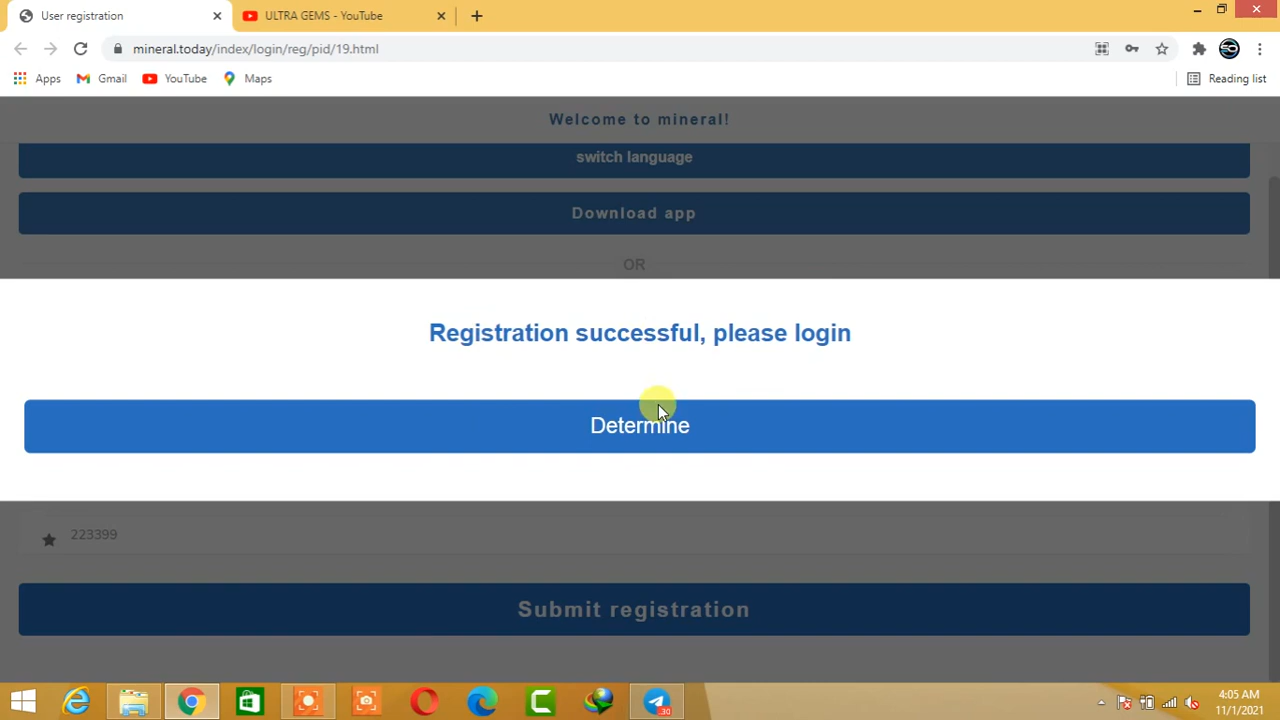 User registration
ULTRA GEMS - YouTube
mineral.today/index/login/reg/pid/19.html
Apps
Gmail
YouTube
Maps
Reading list
Welcome to mineral!
switch language
Download app
OR
Registration successful, please login
Determine
223399
Submit registration
30
4:05 AM
11/1/2021